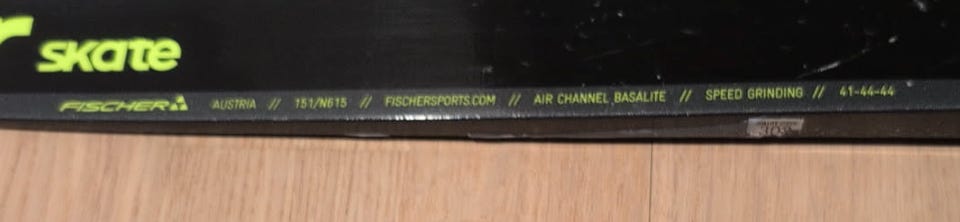 skate
FISCHER AUSTRIA // 151/N615 // FISCHERSPORTS.COM // AIR CHANNEL BASALITE // SPEED GRINDING // 41-44-44